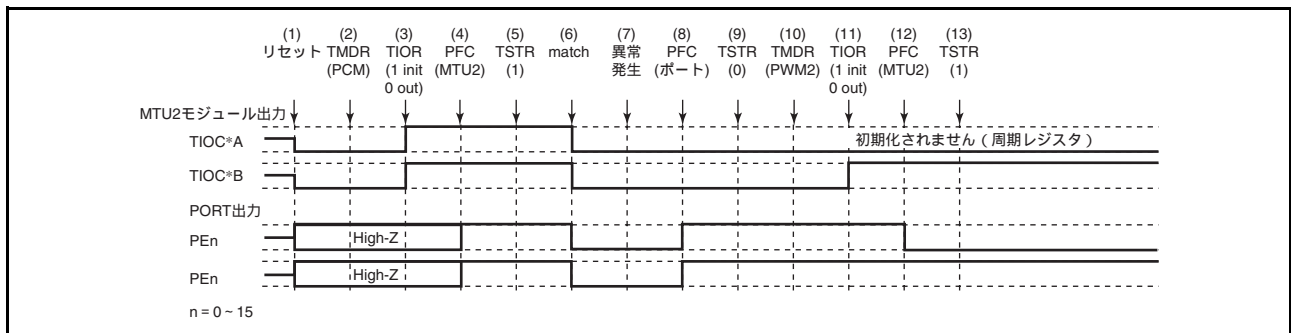 (1) (2) (3) (4) (5) (6) (7) (8) (9) (10) (11) (12) (13)
リセット TMDR TIOR PFC TSTR match 異常 PFC TSTR TMDR TIOR PFC TSTR
(PCM) (1 init (MTU2) (1) 発生 (ポート) (0) (PWM2) (1 init (MTU2) (1)
0 out) 0 out)
MTU2モジュール出力
TIOC*A 初期化されません(周期レジスタ)
TIOC*B
PORT出力
PEn High-Z
PEn High-Z
n = 0 ~ 15